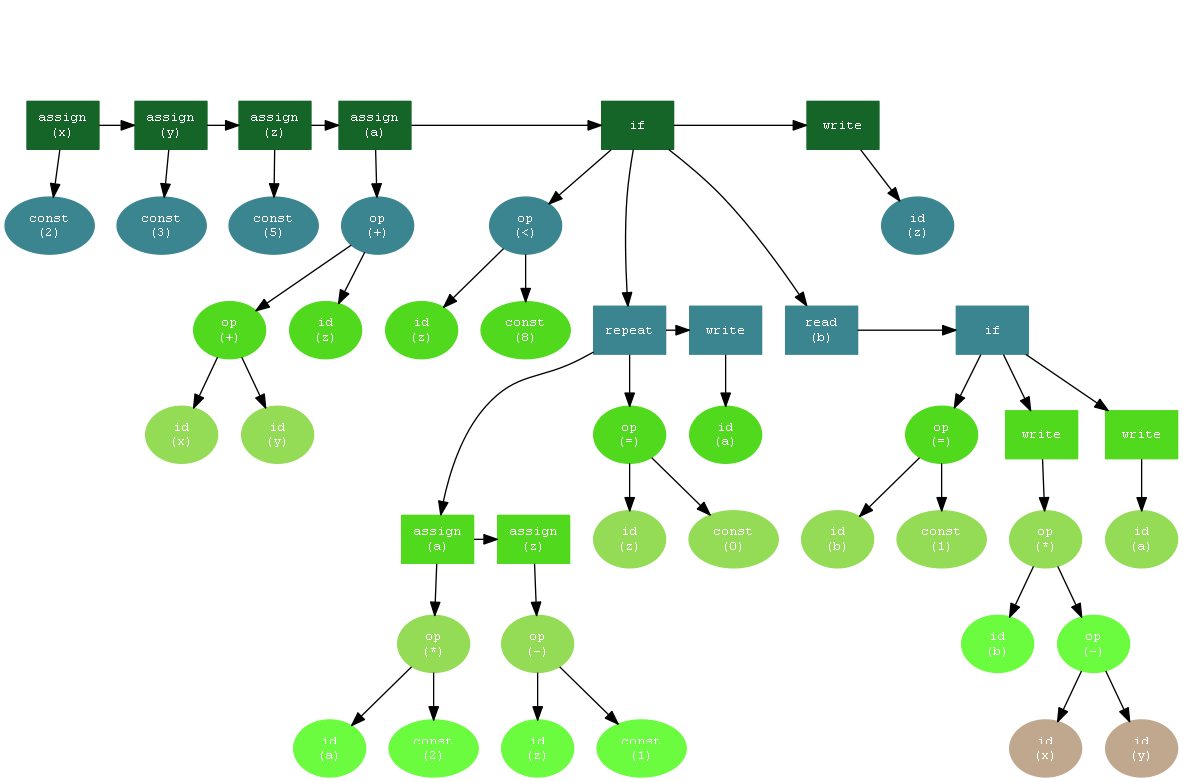 assign
(x)
assign
(y)
assign
(z)
assign
(a)
if
write
const
(2)
const
(3)
const
(5)
op
(+)
op
(<)
id
(z)
op
(+)
id
(z)
id
(z)
const
(8)
repeat
write
read
(b)
if
id
(x)
id
(y)
op
(=)
id
(a)
op
(=)
write
write
assign
(a)
assign
(z)
id
(z)
const
(0)
id
(b)
const
(1)
op
(*)
id
(a)
op
(*)
op
(-)
id
(b)
op
(-)
id
(a)
const
(2)
id
(z)
const
(1)
id
(x)
id
(y)